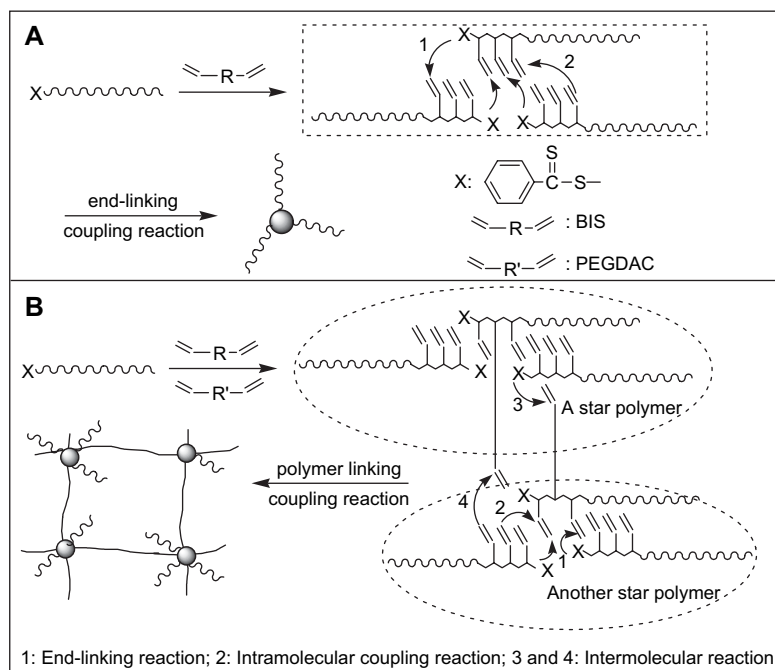 A
X
R
1
X
2
X
X
X:
S
C
S
end-linking
coupling reaction
R : BIS
R' : PEGDAC
B
X
R
R'
X
X
X
3
A star polymer
polymer linking
coupling reaction
4
2
X
1
X
X
Another star polymer
1: End-linking reaction; 2: Intramolecular coupling reaction; 3 and 4: Intermolecular reaction